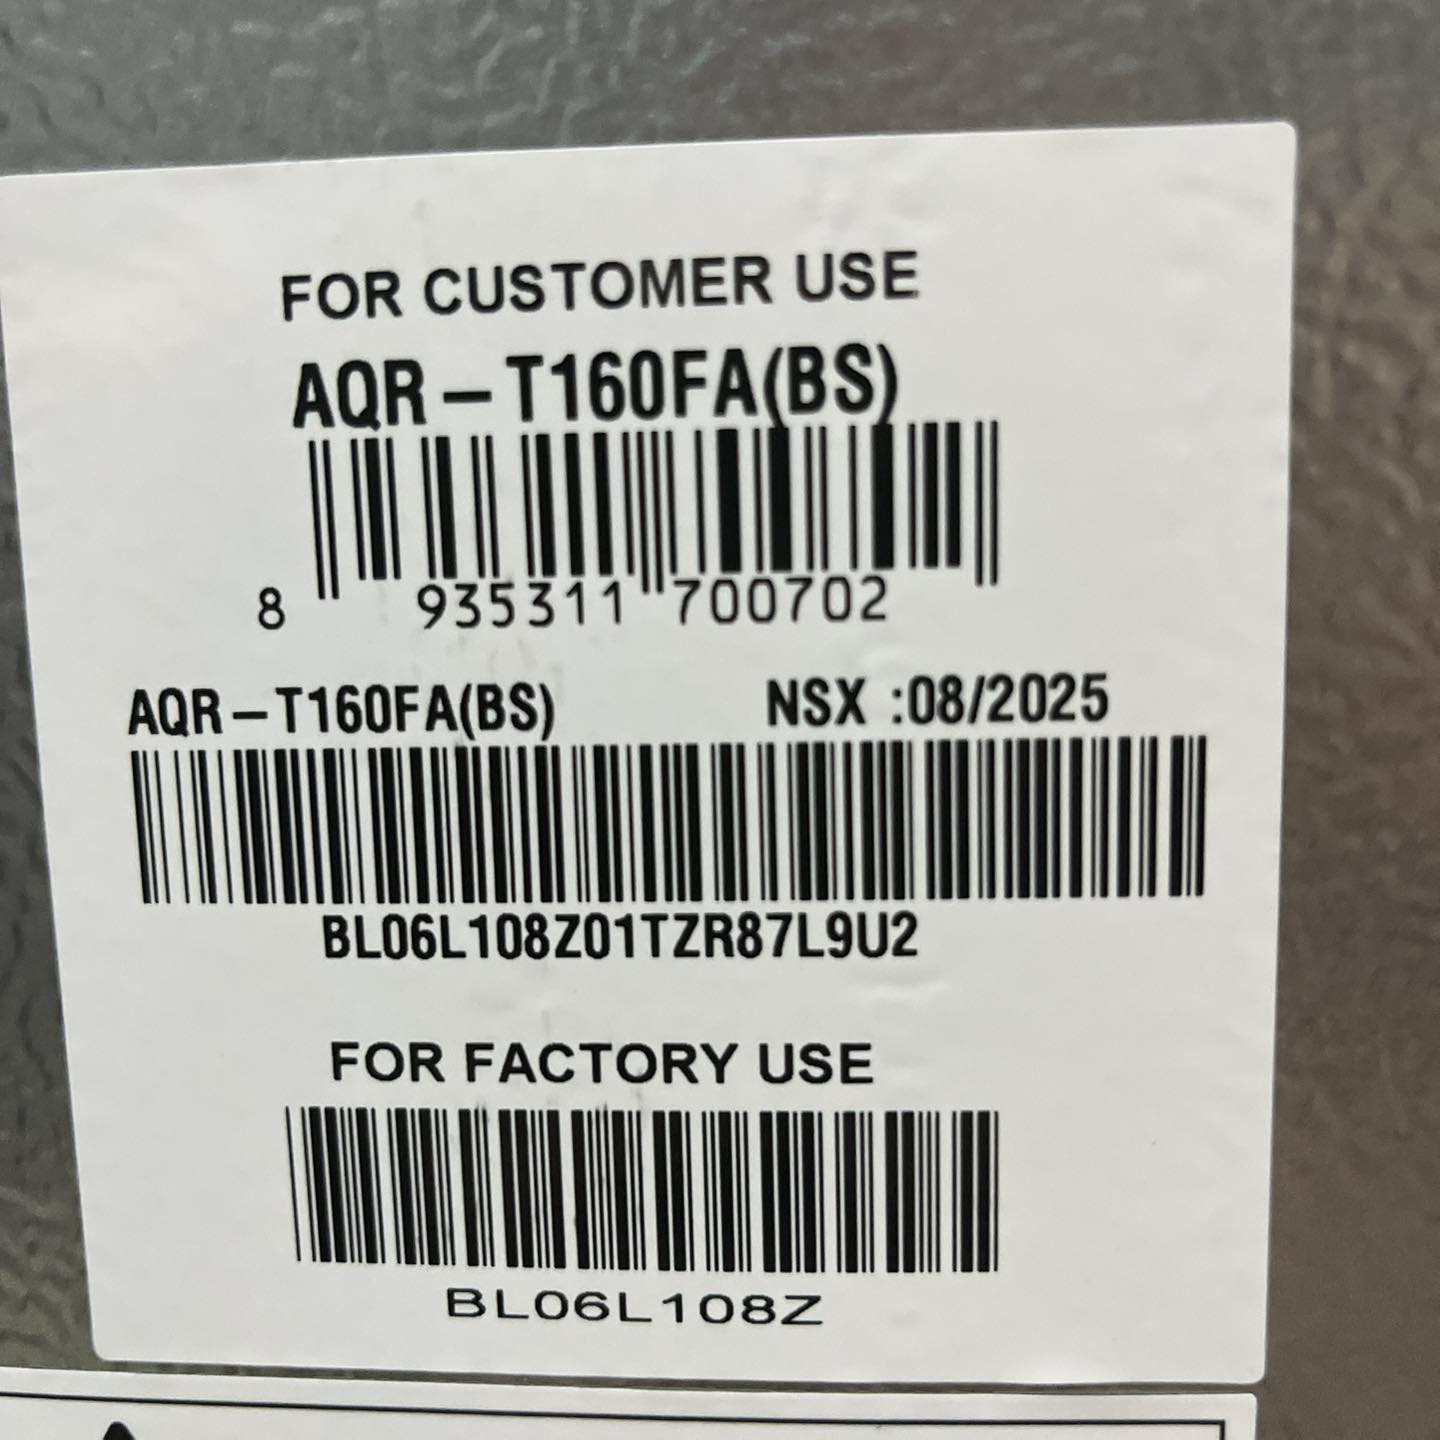 FOR CUSTOMER USE
AQR-T160FA(BS)
8 935311 700702
AQR-T160FA(BS) NSX :08/2025
BL06L108Z01TZR87L9U2
FOR FACTORY USE
BL06L108Z